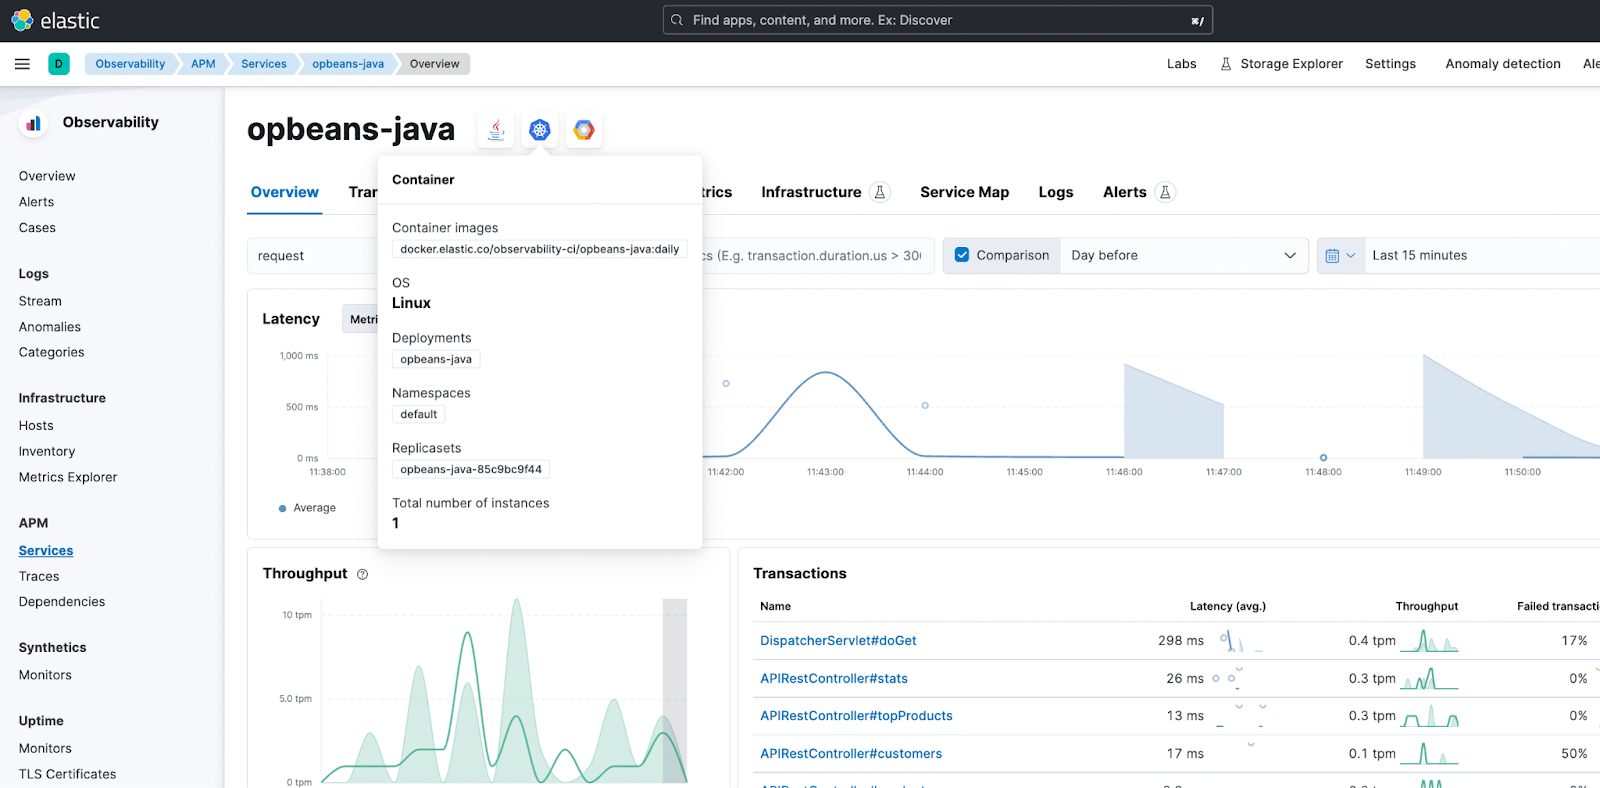 elastic
Find apps, content, and more. Ex: Discover
⌘/
D
Observability
APM
Services
opbeans-java
Overview
Labs
Storage Explorer
Settings
Anomaly detection
Observability
Overview
Alerts
Cases
Logs
Stream
Anomalies
Categories
Infrastructure
Hosts
Inventory
Metrics Explorer
APM
Services
Traces
Dependencies
Synthetics
Monitors
Uptime
Monitors
TLS Certificates
opbeans-java
Overview
Infrastructure
Service Map
Logs
Alerts
Container
Container images
docker.elastic.co/observability-ci/opbeans-java:daily
OS
Linux
Deployments
opbeans-java
Namespaces
default
Replicasets
opbeans-java-85c9bc9f44
Total number of instances
1
request
(E.g. transaction.duration.us > 300
Comparison
Day before
Last 15 minutes
Latency
1,000 ms
500 ms
0 ms
11:38:00
11:42:00
11:43:00
11:44:00
11:45:00
11:46:00
11:47:00
11:48:00
11:49:00
11:50:00
Average
Throughput
10 tpm
5.0 tpm
0 tpm
Transactions
Name Latency (avg.) Throughput Failed
DispatcherServlet#doGet 298 ms 0.4 tpm 17%
APIRestController#stats 26 ms 0.3 tpm 0%
APIRestController#topProducts 13 ms 0.3 tpm 0%
APIRestController#customers 17 ms 0.1 tpm 50%